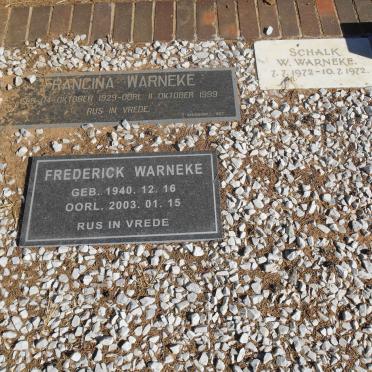 FRANCINA WARNEKE
OKTOBER 1929 - OORL. 11 OKTOBER 1999
RUS IN VREDE
SCHALK
W. WARNEKE.
7.7.1972-10.7.1972.
FREDERICK WARNEKE
GEB. 1940. 12. 16
OORL. 2003. 01. 15
RUS IN VREDE